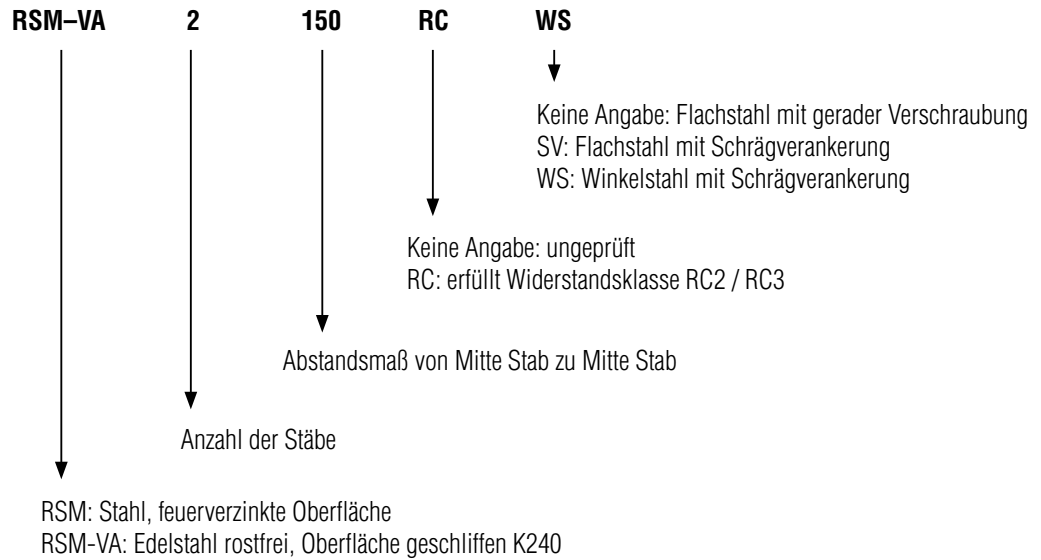 RSM–VA 2 150 RC WS
Keine Angabe: Flachstahl mit gerader Verschraubung
SV: Flachstahl mit Schrägverankerung
WS: Winkelstahl mit Schrägverankerung
Keine Angabe: ungeprüft
RC: erfüllt Widerstandsklasse RC2 / RC3
Abstandsmaß von Mitte Stab zu Mitte Stab
Anzahl der Stäbe
RSM: Stahl, feuerverzinkte Oberfläche
RSM-VA: Edelstahl rostfrei, Oberfläche geschliffen K240